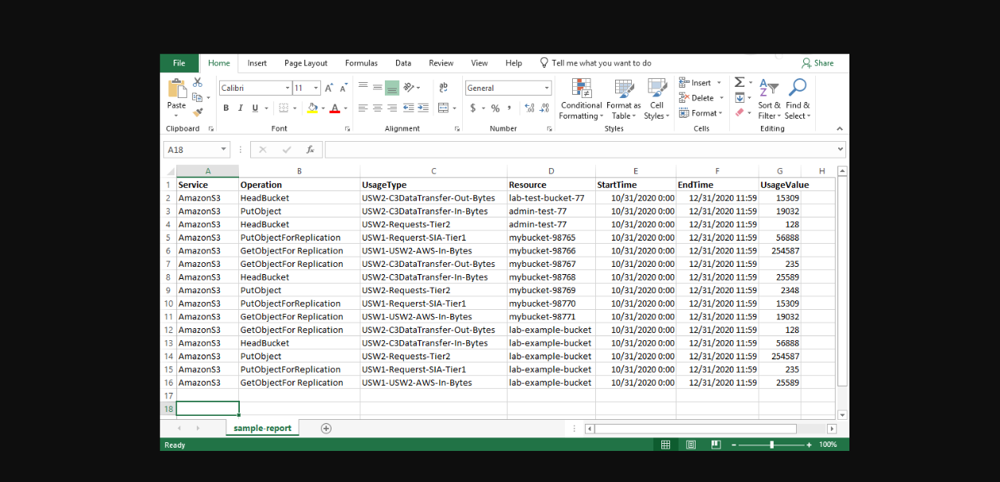 File Home Insert Page Layout Formulas Data Review View Help Tell me what you want to do Share
Calibri 11 A A ab General Insert
Paste B I U A $ % , Conditional Format as Cell Delete Sort & Find &
Formatting Table Styles Format Filter Select
Clipboard Font Alignment Number Styles Cells Editing
A18 fx
A B C D E F G H
1 Service Operation UsageType Resource StartTime EndTime UsageValue
2 AmazonS3 HeadBucket USW2-C3DataTransfer-Out-Bytes lab-test-bucket-77 10/31/2020 0:00 12/31/2020 11:59 15309
3 AmazonS3 PutObject USW2-C3DataTransfer-In-Bytes admin-test-77 10/31/2020 0:00 12/31/2020 11:59 19032
4 AmazonS3 HeadBucket USW2-Requests-Tier2 admin-test-77 10/31/2020 0:00 12/31/2020 11:59 128
5 AmazonS3 PutObjectForReplication USW1-Requerst-SIA-Tier1 mybucket-98765 10/31/2020 0:00 12/31/2020 11:59 56888
6 AmazonS3 GetObjectFor Replication USW1-USW2-AWS-In-Bytes mybucket-98766 10/31/2020 0:00 12/31/2020 11:59 254587
7 AmazonS3 GetObjectFor Replication USW2-C3DataTransfer-Out-Bytes mybucket-98767 10/31/2020 0:00 12/31/2020 11:59 235
8 AmazonS3 HeadBucket USW2-C3DataTransfer-In-Bytes mybucket-98768 10/31/2020 0:00 12/31/2020 11:59 25589
9 AmazonS3 PutObject USW2-Requests-Tier2 mybucket-98769 10/31/2020 0:00 12/31/2020 11:59 2348
10 AmazonS3 PutObjectForReplication USW1-Requerst-SIA-Tier1 mybucket-98770 10/31/2020 0:00 12/31/2020 11:59 15309
11 AmazonS3 GetObjectFor Replication USW1-USW2-AWS-In-Bytes mybucket-98771 10/31/2020 0:00 12/31/2020 11:59 19032
12 AmazonS3 GetObjectFor Replication USW2-C3DataTransfer-Out-Bytes lab-example-bucket 10/31/2020 0:00 12/31/2020 11:59 128
13 AmazonS3 HeadBucket USW2-C3DataTransfer-In-Bytes lab-example-bucket 10/31/2020 0:00 12/31/2020 11:59 56888
14 AmazonS3 PutObject USW2-Requests-Tier2 lab-example-bucket 10/31/2020 0:00 12/31/2020 11:59 254587
15 AmazonS3 PutObjectForReplication USW1-Requerst-SIA-Tier1 lab-example-bucket 10/31/2020 0:00 12/31/2020 11:59 235
16 AmazonS3 GetObjectFor Replication USW1-USW2-AWS-In-Bytes lab-example-bucket 10/31/2020 0:00 12/31/2020 11:59 25589
17
18
sample-report
Ready 100%